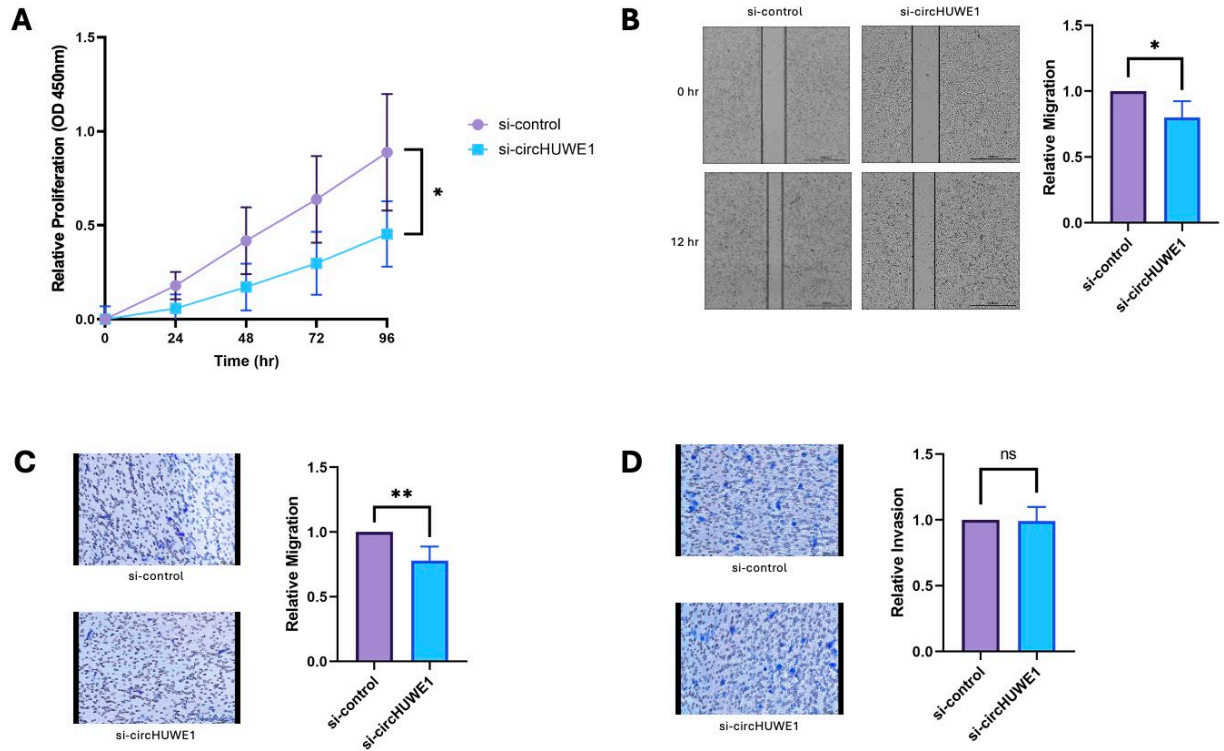 A
Relative Proliferation (OD 450nm)
1.5
1.0
0.5
0.0
0
24
48
72
96
Time (hr)
*
si-control
si-circHUWE1
B
si-control
si-circHUWE1
0 hr
12 hr
Relative Migration
1.5
1.0
0.5
0.0
*
si-control
si-circHUWE1
C
si-control
si-circHUWE1
Relative Migration
1.5
1.0
0.5
0.0
**
si-control
si-circHUWE1
D
si-control
si-circHUWE1
Relative Invasion
1.5
1.0
0.5
0.0
ns
si-control
si-circHUWE1